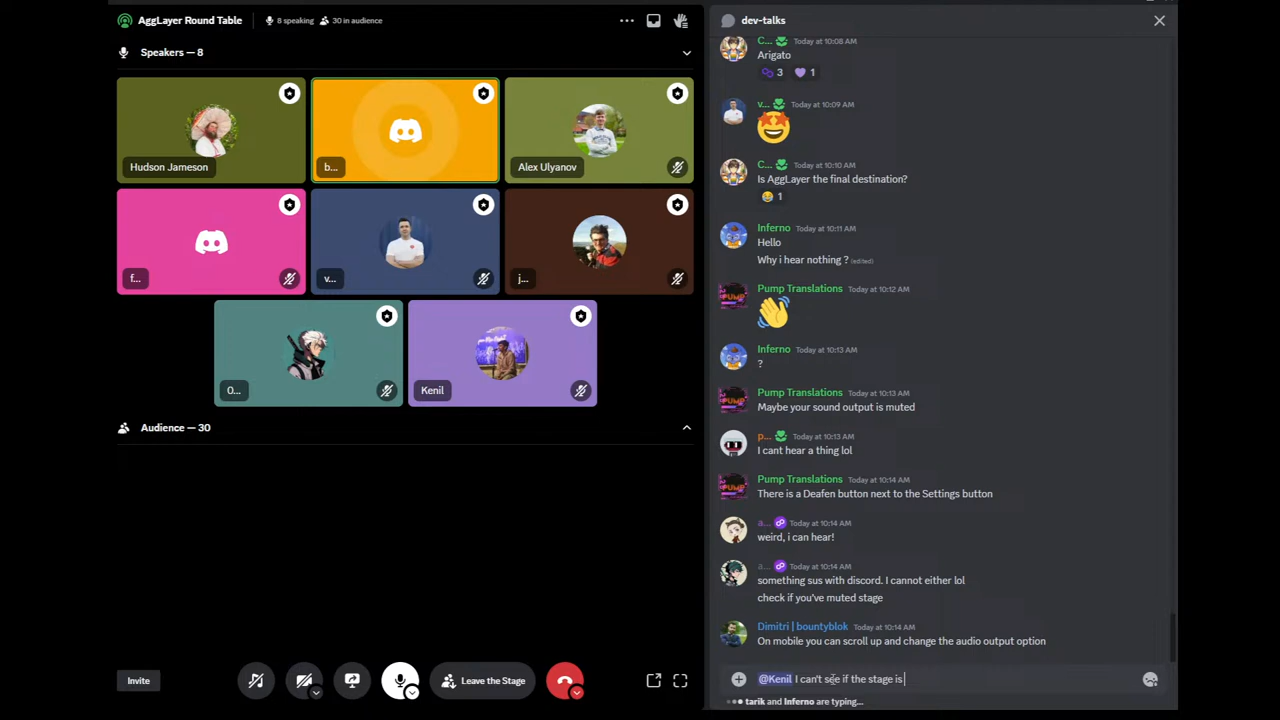 AggLayer Round Table
8 speaking
30 in audience
Speakers — 8
Hudson Jameson
b...
Alex Ulyanov
f...
v...
j...
0...
Kenil
Audience — 30
Invite
Leave the Stage
dev-talks
C... Today at 10:08 AM
Arigato
3 1
v... Today at 10:09 AM
C... Today at 10:10 AM
Is AggLayer the final destination?
1
Inferno Today at 10:11 AM
Hello
Why i hear nothing ? (edited)
Pump Translations Today at 10:12 AM
Inferno Today at 10:13 AM
?
Pump Translations Today at 10:13 AM
Maybe your sound output is muted
p... Today at 10:13 AM
I cant hear a thing lol
Pump Translations Today at 10:14 AM
There is a Deafen button next to the Settings button
a... Today at 10:14 AM
weird, i can hear!
a... Today at 10:14 AM
something sus with discord. I cannot either lol
check if you've muted stage
Dimitri | bountyblok Today at 10:14 AM
On mobile you can scroll up and change the audio output option
@Kenil I can't see if the stage is
tarik and Inferno are typing...